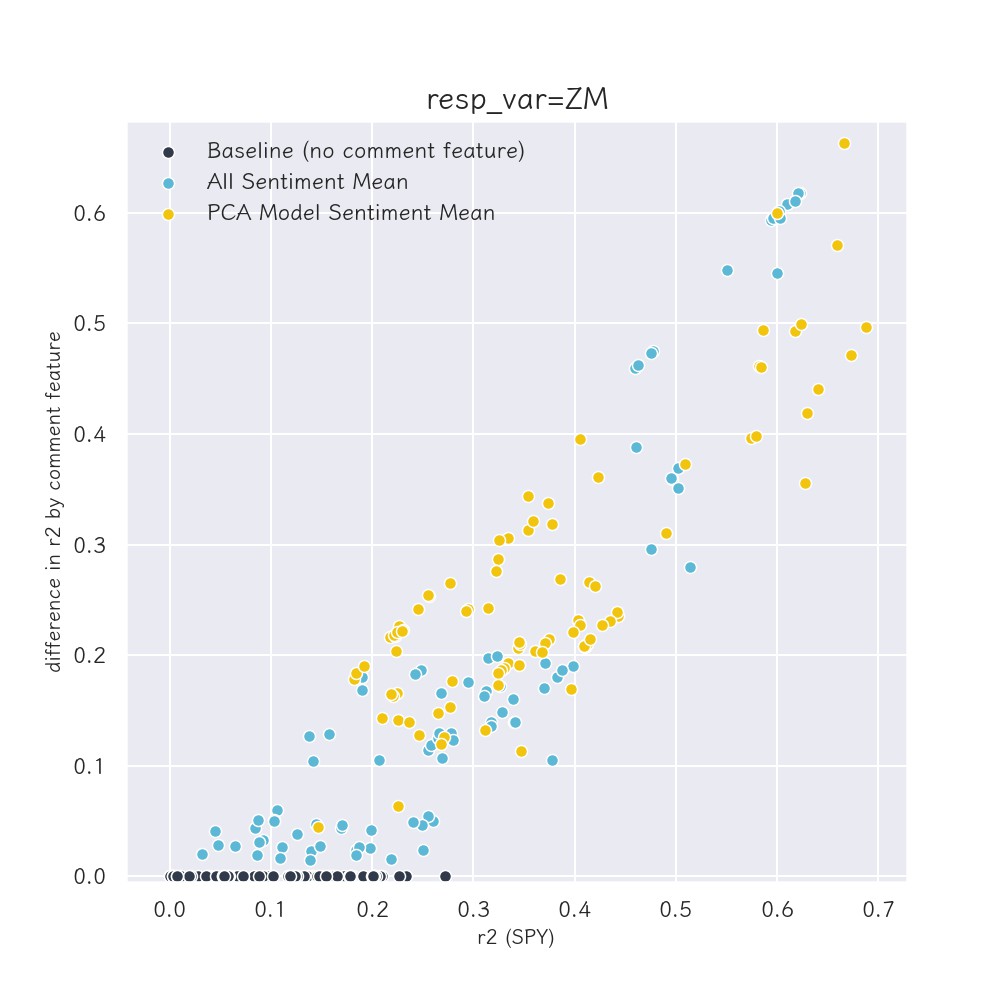 resp_var=ZM
Baseline (no comment feature)
All Sentiment Mean
PCA Model Sentiment Mean
difference in r2 by comment feature
0.6
0.5
0.4
0.3
0.2
0.1
0.0
0.0 0.1 0.2 0.3 0.4 0.5 0.6 0.7
r2 (SPY)